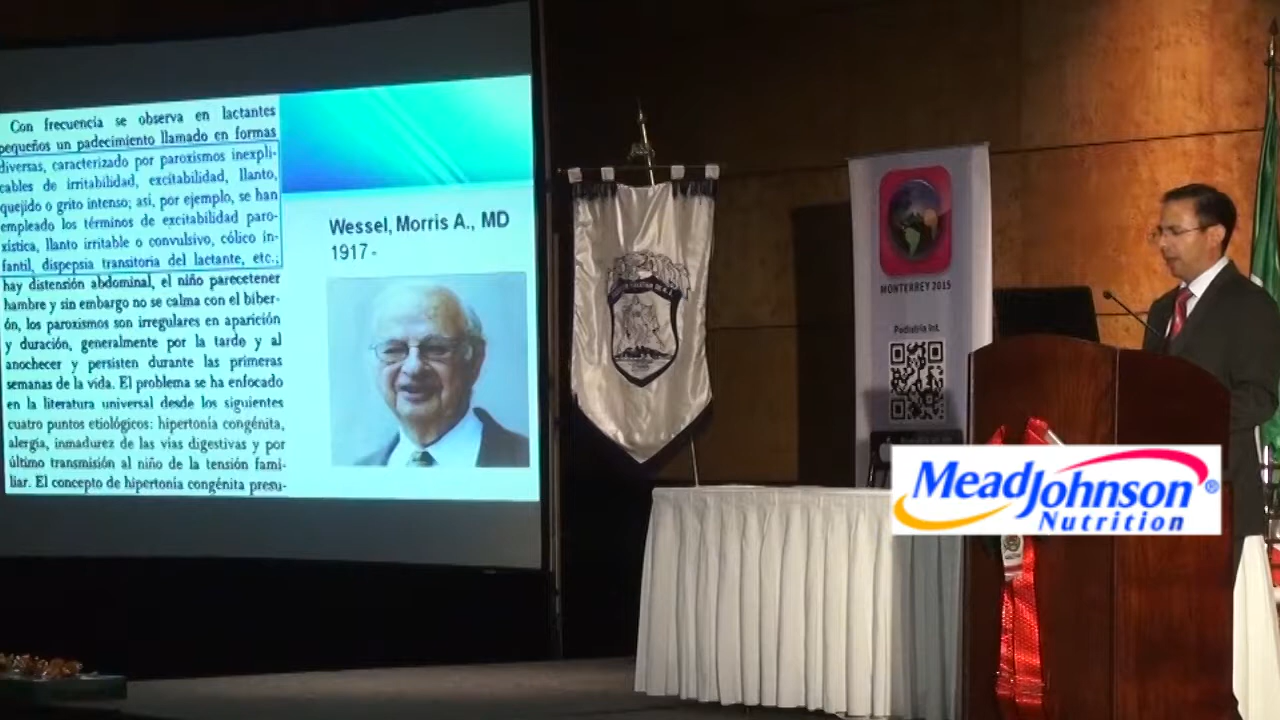 Con frecuencia se observa en lactantes
pequeños un padecimiento llamado en formas
diversas, caracterizado por paroxismos inexpli-
cables de irritabilidad, excitabilidad, llanto,
quejido o grito intenso; asi, por ejemplo, se han
empleado los términos de excitabilidad paro-
xística, llanto irritable o convulsivo, cólico in-
fantil, dispepsia transitoria del lactante, etc.;
hay distensión abdominal, el niño parecetener
hambre y sin embargo no se calma con el biber-
ón, los paroxismos son irregulares en aparición
y duración, generalmente por la tarde y al
anochecer y persisten durante las primeras
semanas de la vida. El problema se ha enfocado
en la literatura universal desde los siguientes
cuatro puntos etiológicos: hipertonía congénita,
alergia, inmadurez de las vías digestivas y por
último transmisión al niño de la tensión fami-
liar. El concepto de hipertonía congénita presu-
Wessel, Morris A., MD
1917 -
MONTERREY 2015
Pediatría Int.
MeadJohnson®
Nutrition